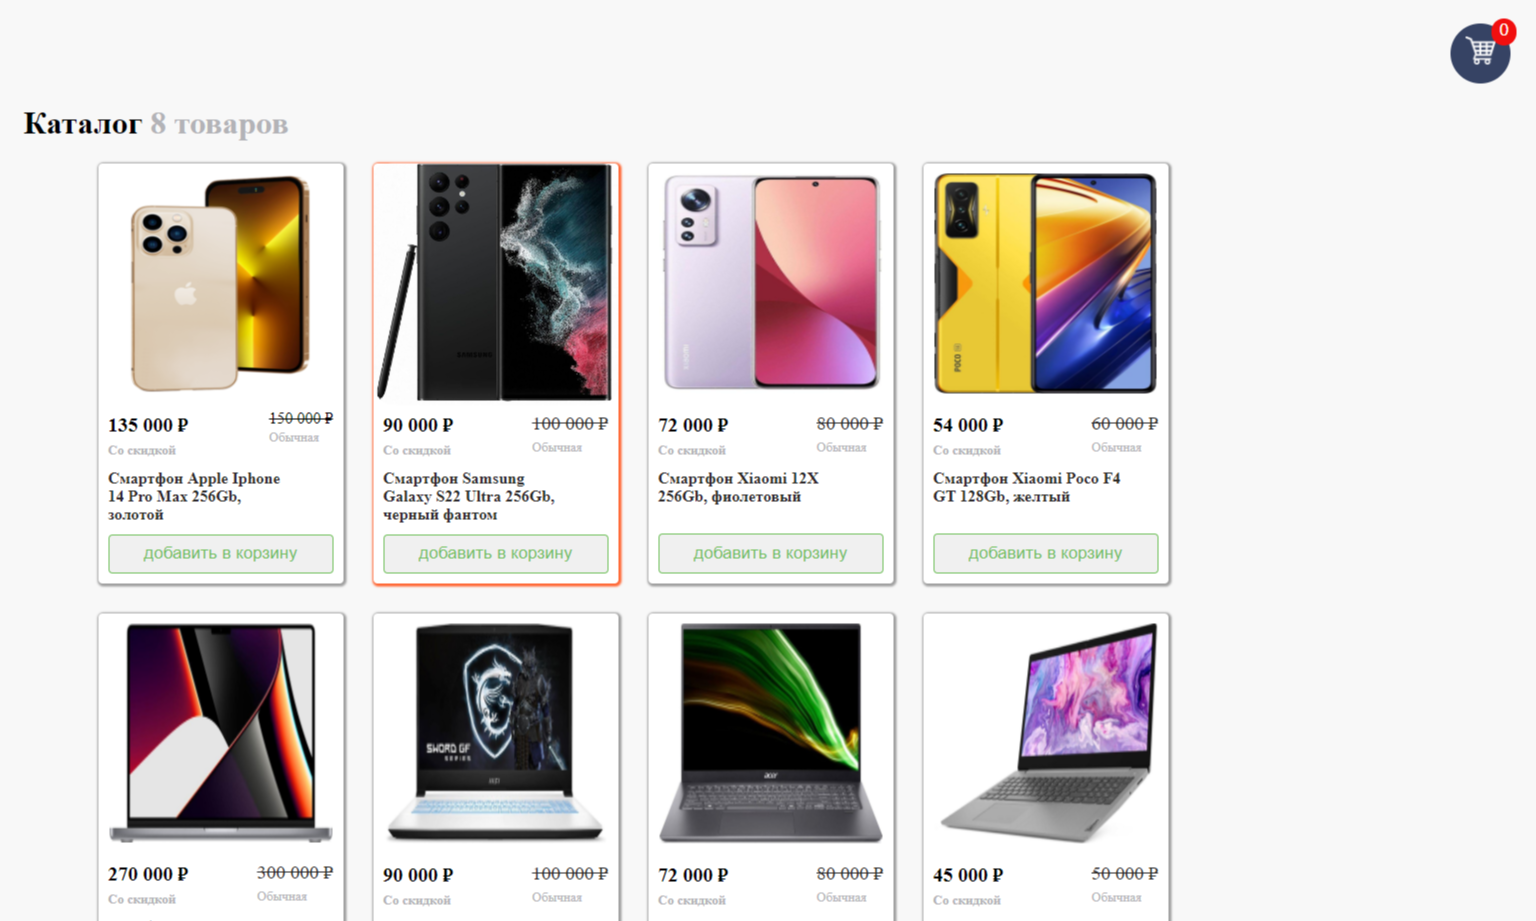 0
Каталог 8 товаров
SAMSUNG
POCO
135 000 ₽ 150 000 ₽
Со скидкой Обычная
Смартфон Apple Iphone
14 Pro Max 256Gb,
золотой
добавить в корзину
90 000 ₽ 100 000 ₽
Со скидкой Обычная
Смартфон Samsung
Galaxy S22 Ultra 256Gb,
черный фантом
добавить в корзину
72 000 ₽ 80 000 ₽
Со скидкой Обычная
Смартфон Xiaomi 12X
256Gb, фиолетовый
добавить в корзину
54 000 ₽ 60 000 ₽
Со скидкой Обычная
Смартфон Xiaomi Poco F4
GT 128Gb, желтый
добавить в корзину
SWORD GF
SERIES
msi
acer
270 000 ₽ 300 000 ₽
Со скидкой Обычная
90 000 ₽ 100 000 ₽
Со скидкой Обычная
72 000 ₽ 80 000 ₽
Со скидкой Обычная
45 000 ₽ 50 000 ₽
Со скидкой Обычная